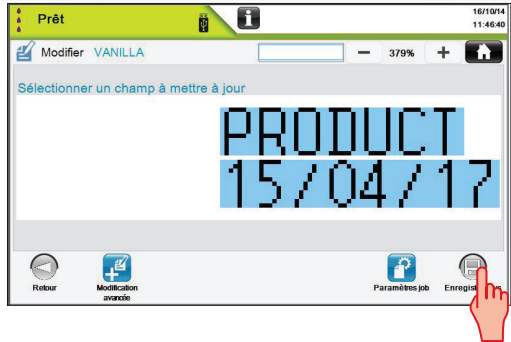 Prêt
16/10/14
11:46:40
Modifier VANILLA
379%
Sélectionner un champ à mettre à jour
PRODUCT
15/04/17
Retour
Modification avancée
Paramètres job